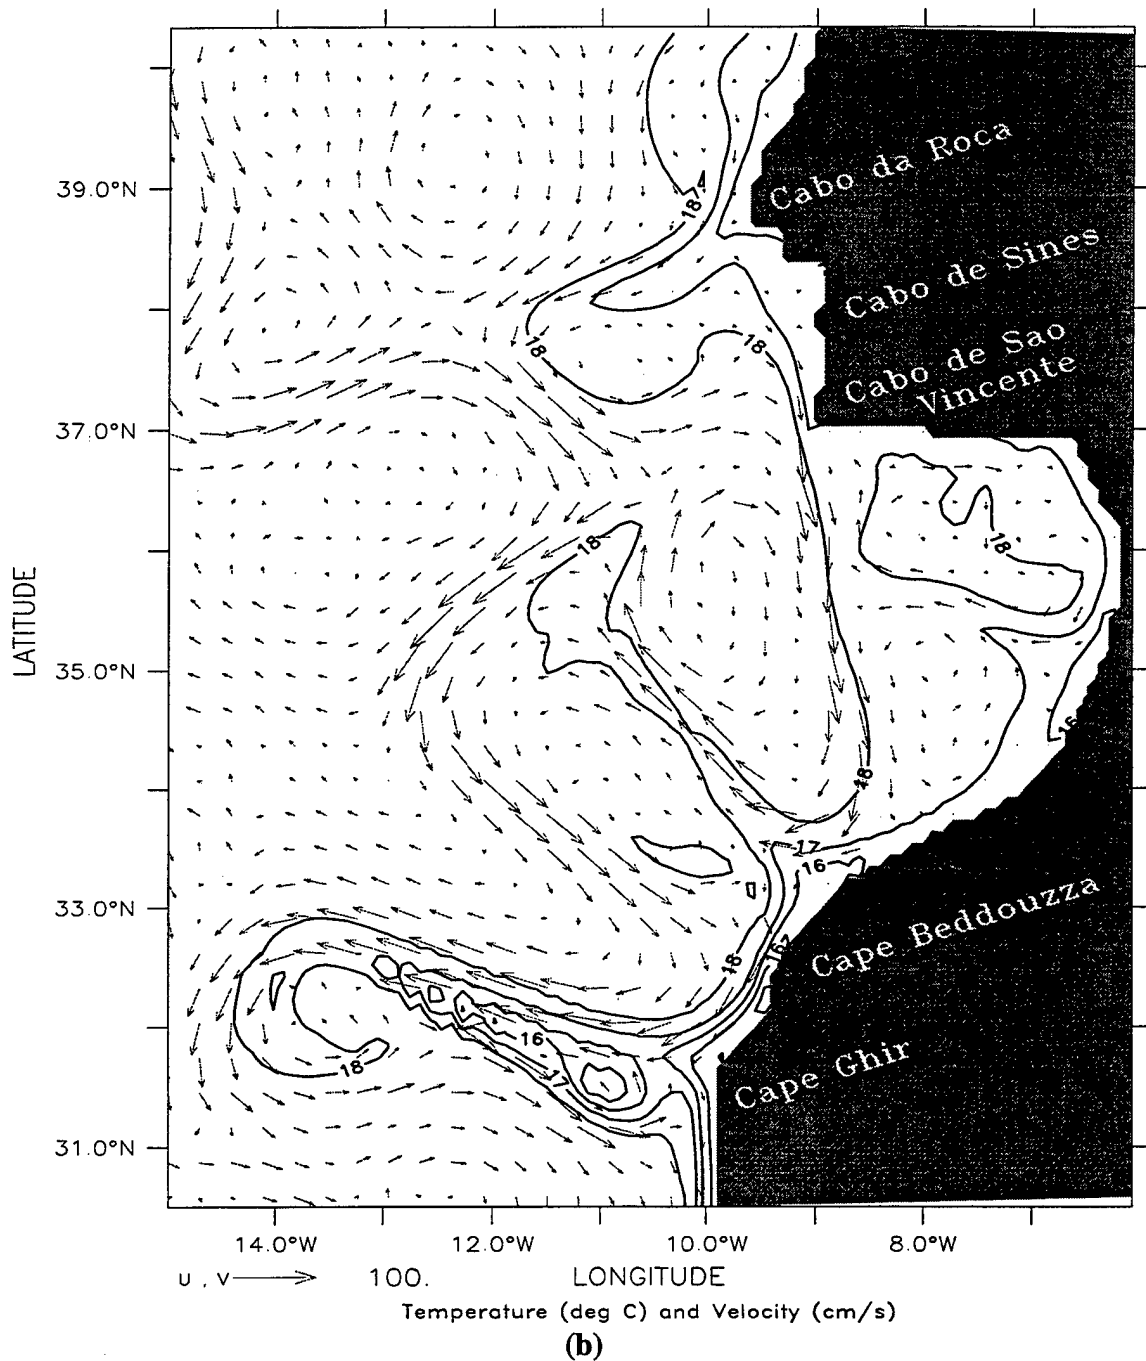 39.0°N
37.0°N
35.0°N
33.0°N
31.0°N
LATITUDE
Cabo da Roca
Cabo de Sines
Cabo de Sao
Vincente
Cape Beddouzza
Cape Ghir
18
18
18
18
18
18
17
16
16
18
16
16
17
18
14.0°W
12.0°W
10.0°W
8.0°W
U , V
100.
LONGITUDE
Temperature (deg C) and Velocity (cm/s)
(b)